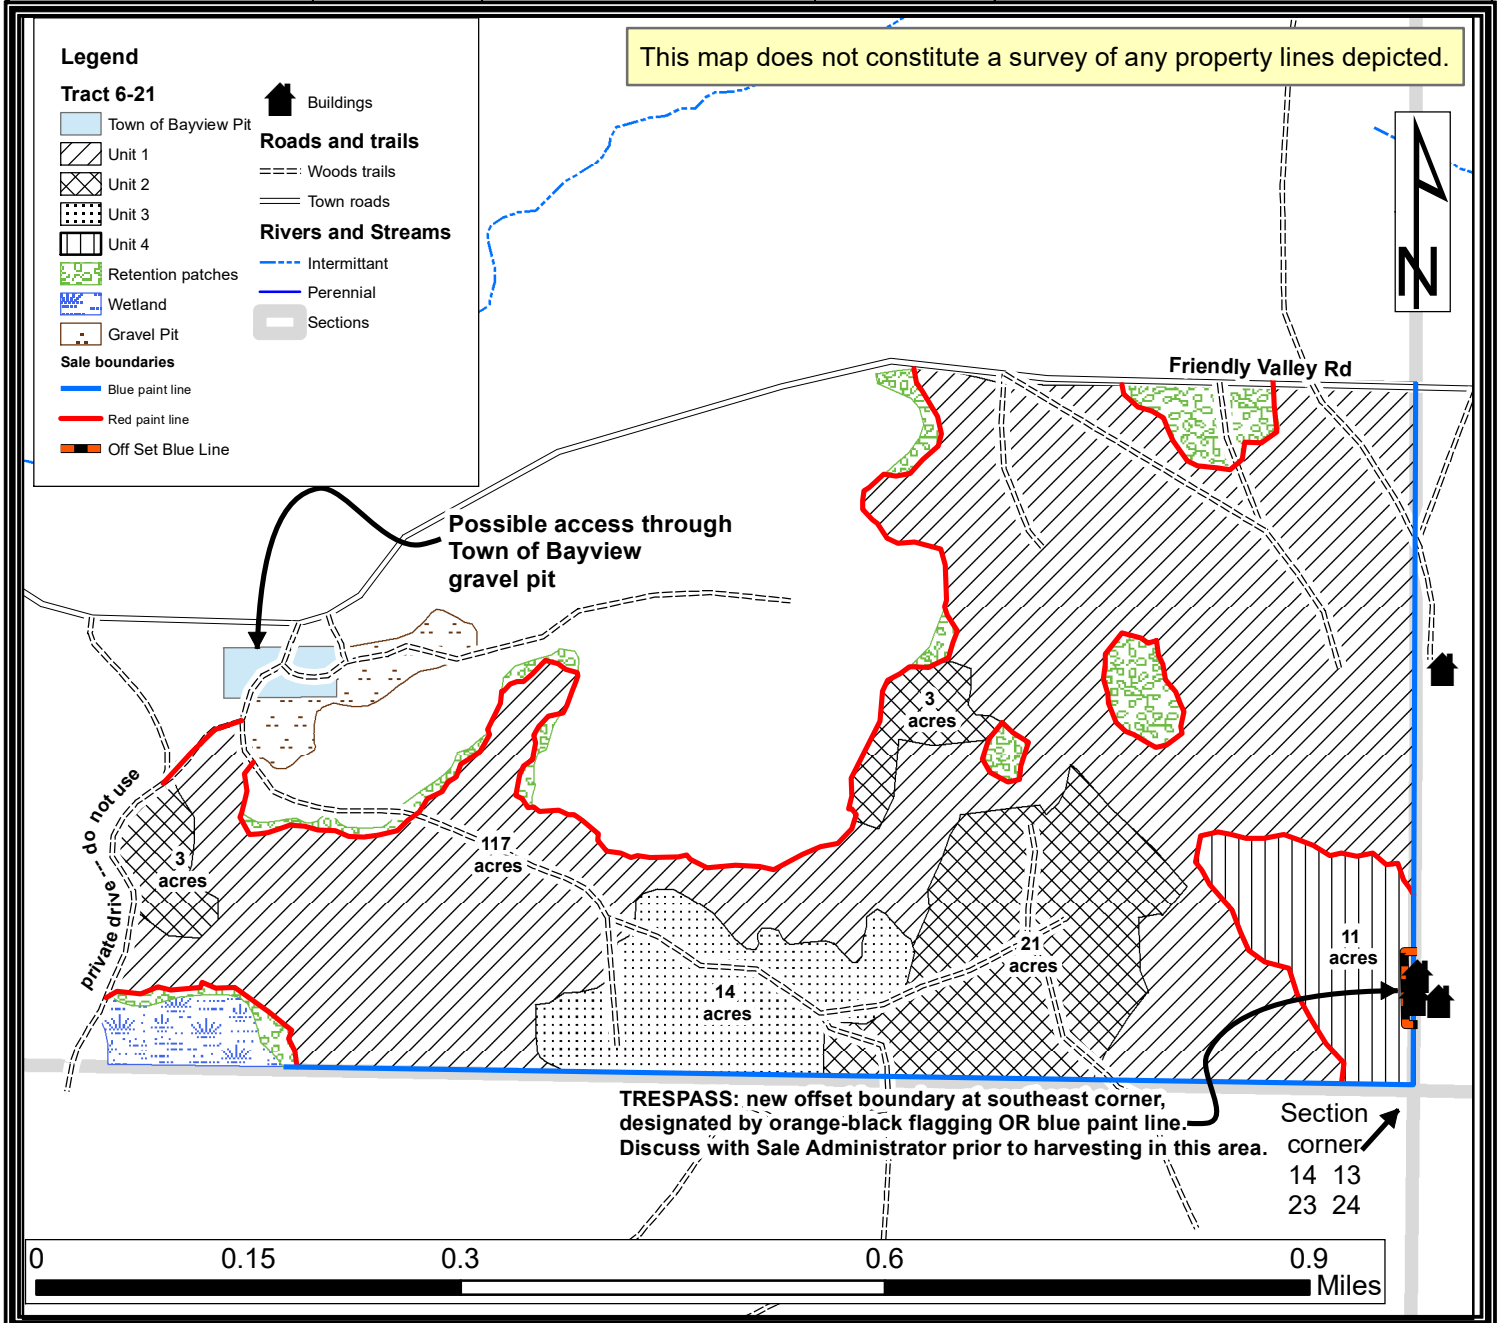 This map does not constitute a survey of any property lines depicted.
Legend
Tract 6-21
Town of Bayview Pit
Unit 1
Unit 2
Unit 3
Unit 4
Retention patches
Wetland
Gravel Pit
Sale boundaries
Blue paint line
Red paint line
Off Set Blue Line
Buildings
Roads and trails
Woods trails
Town roads
Rivers and Streams
Intermittant
Perennial
Sections
N
Friendly Valley Rd
Possible access through
Town of Bayview
gravel pit
3
acres
private drive--- do not use
3
acres
117
acres
14
acres
21
acres
11
acres
TRESPASS: new offset boundary at southeast corner,
designated by orange-black flagging OR blue paint line.
Discuss with Sale Administrator prior to harvesting in this area.
Section
corner
14 13
23 24
0 0.15 0.3 0.6 0.9
Miles